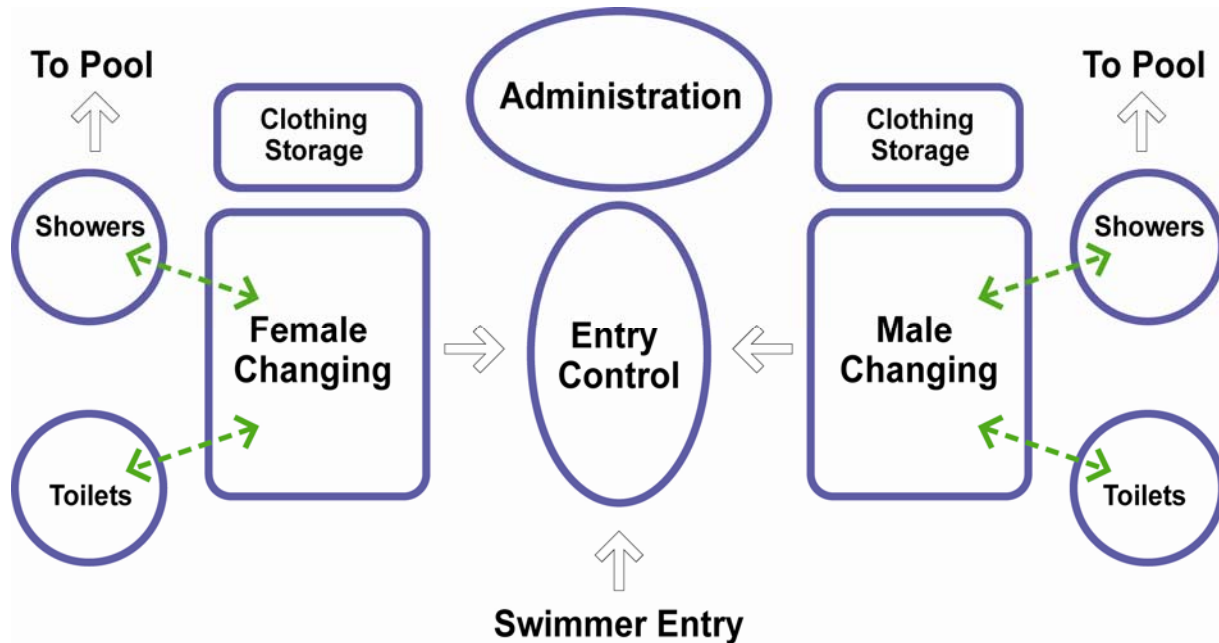 To Pool
Administration
To Pool
Clothing
Storage
Clothing
Storage
Showers
Showers
Female
Changing
Entry
Control
Male
Changing
Toilets
Toilets
Swimmer Entry